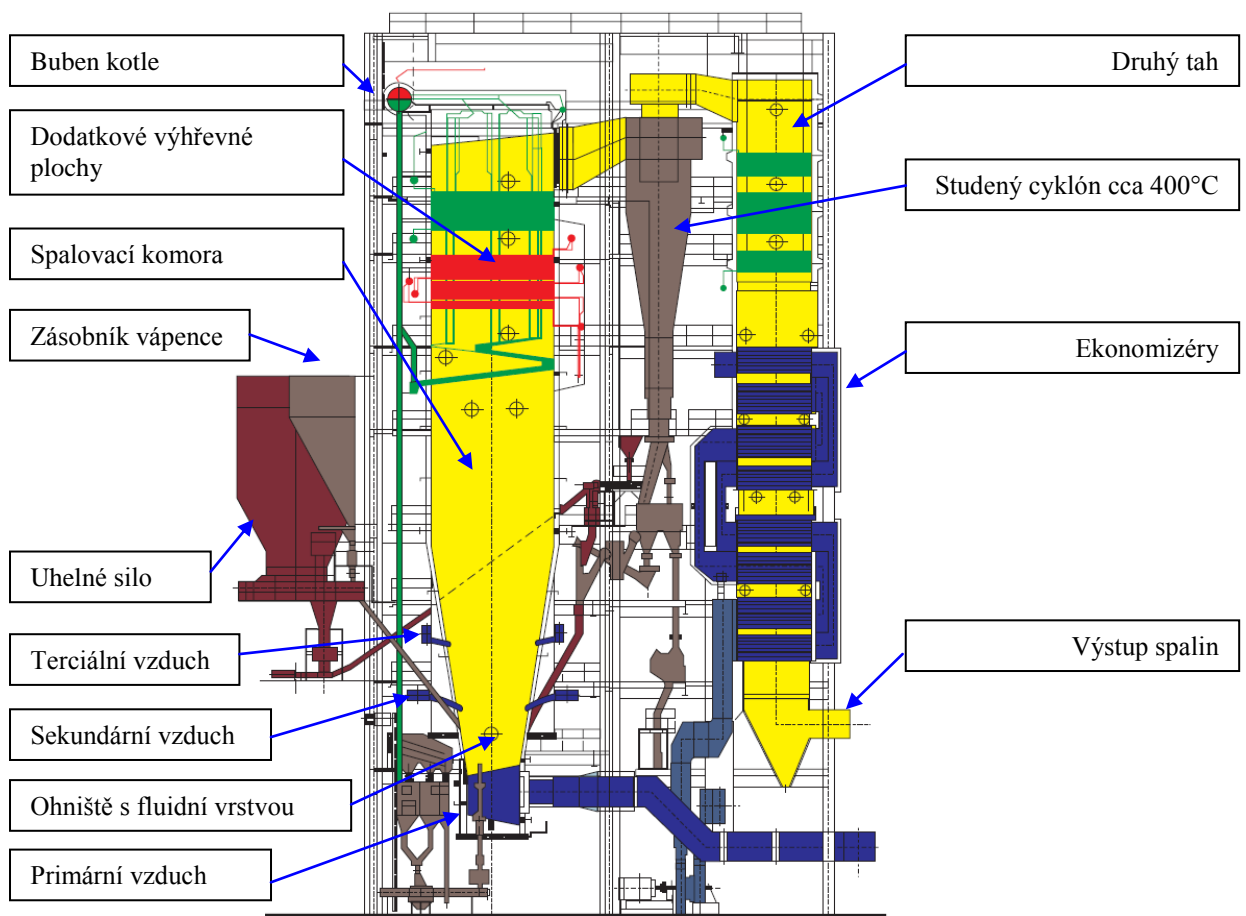 Buben kotle
Dodatkové výhřevné
plochy
Spalovací komora
Zásobník vápence
Uhelné silo
Terciální vzduch
Sekundární vzduch
Ohniště s fluidní vrstvou
Primární vzduch
Druhý tah
Studený cyklón cca 400°C
Ekonomizéry
Výstup spalin